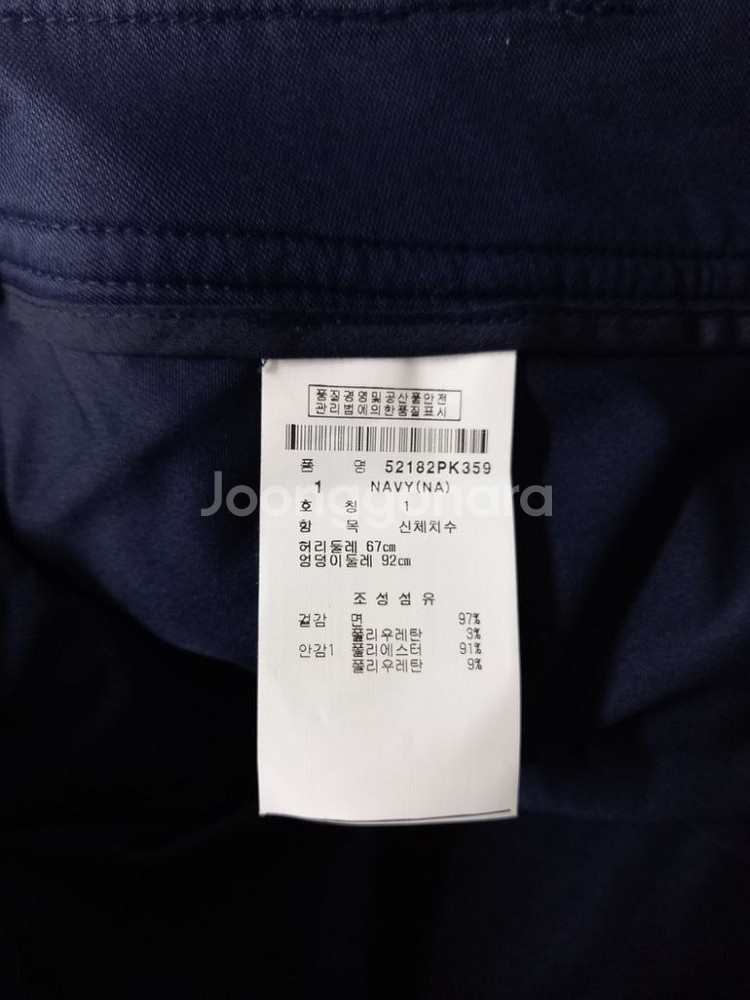 품질경영및공산품안전
관리법에의한품질표시
품 명 52182PK359
1 NAVY(NA)
Joonggonara
호 칭 1
항 목 신체치수
허리둘레 67cm
엉덩이둘레 92cm
조성섬유
겉감 면 97%
폴리우레탄 3%
안감1 폴리에스터 91%
폴리우레탄 9%